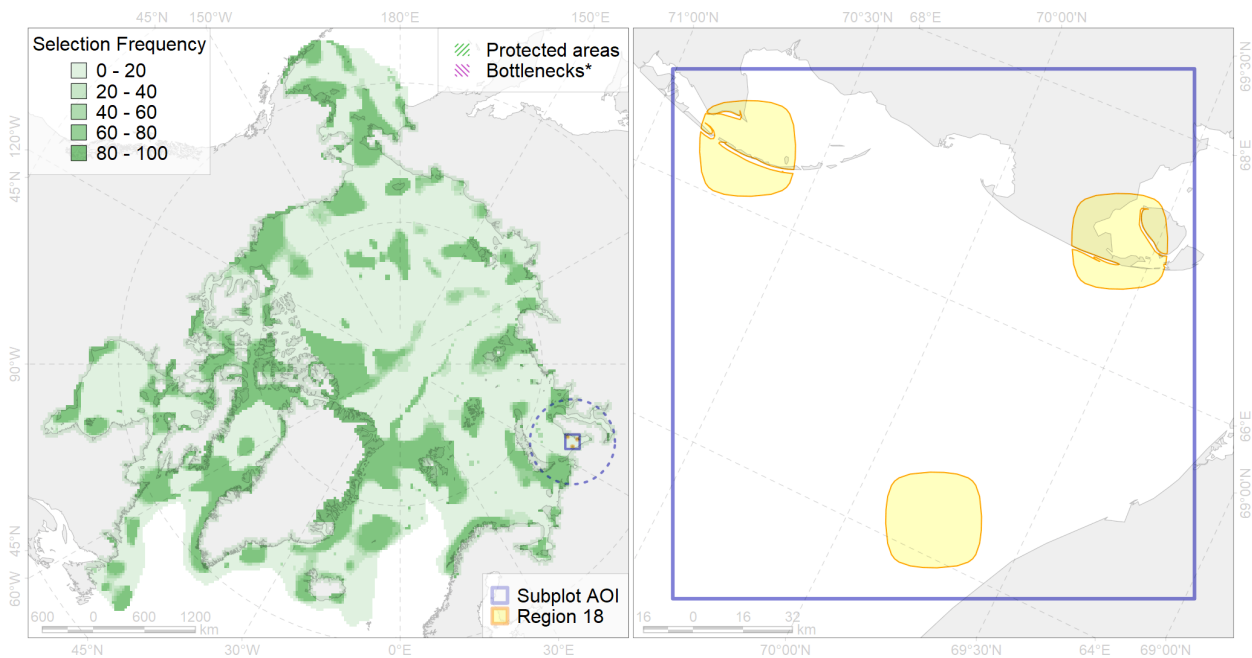 45°N 150°W 180°E 150°E
71°00'N 70°30'N 68°E 70°00'N
69°30'N
68°E
66°E
69°00'N
120°W
45°N
90°W
45°N
60°W
Selection Frequency
0 - 20
20 - 40
40 - 60
60 - 80
80 - 100
Protected areas
Bottlenecks*
Subplot AOI
Region 18
600 0 600 1200
km
16 0 16 32
km
45°N 30°W 0°E 30°E
70°00'N 69°30'N 64°E 69°00'N